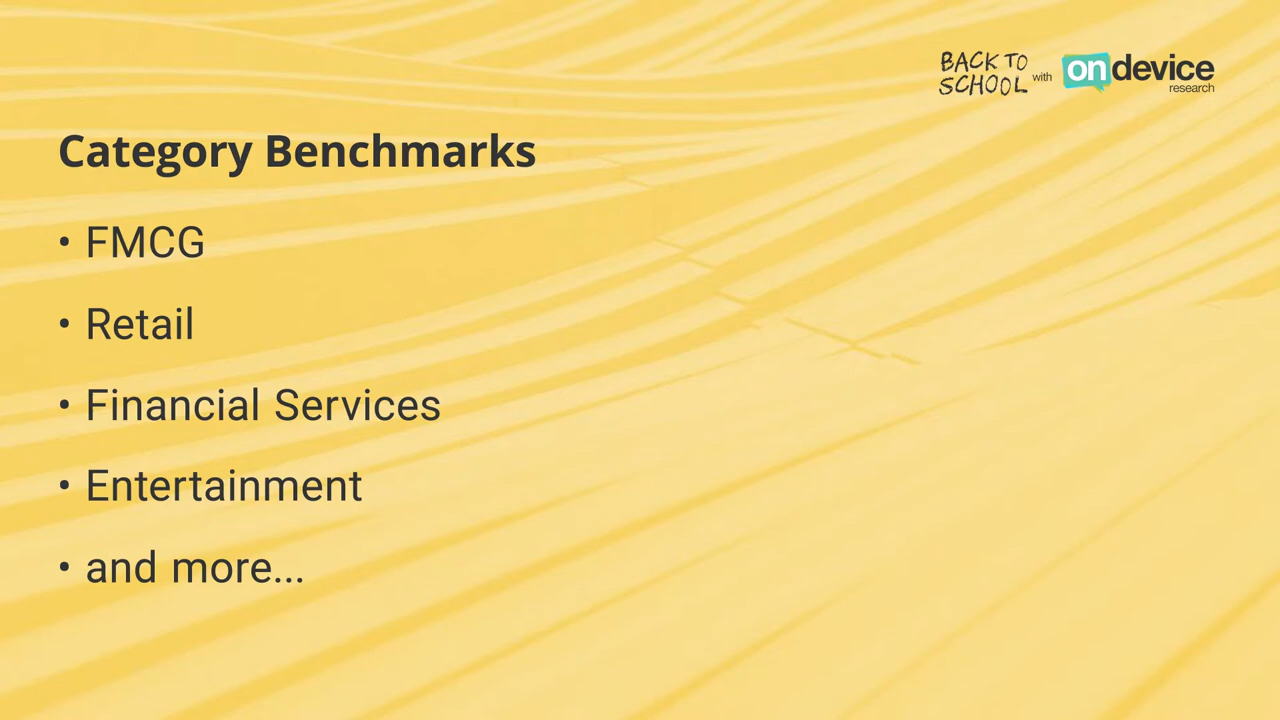 BACK TO
SCHOOL with ondevice
research
Category Benchmarks
• FMCG
• Retail
• Financial Services
• Entertainment
• and more...